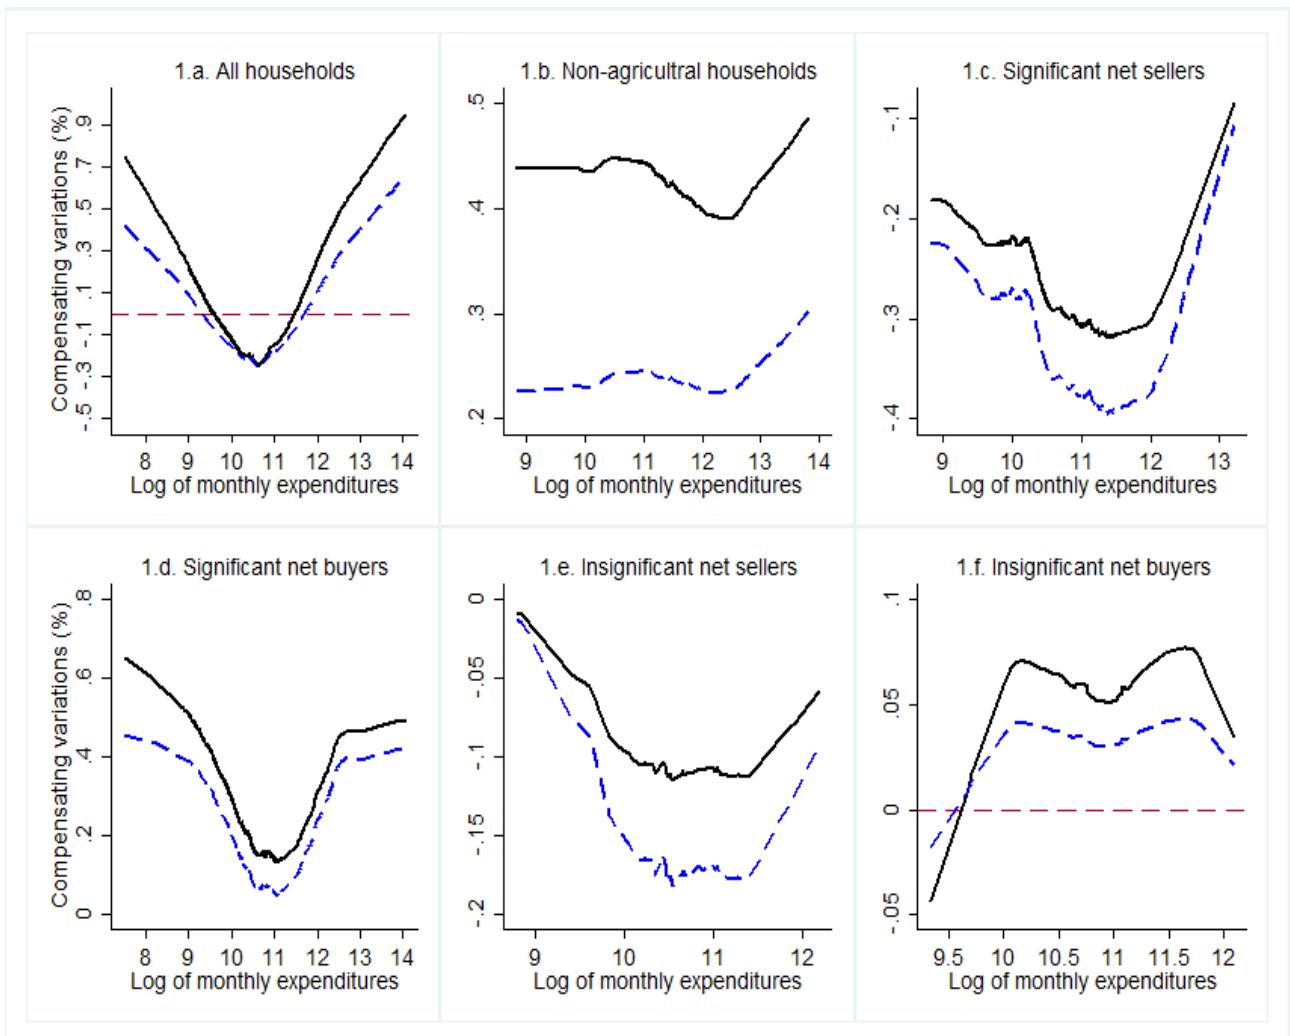 1.a. All households
Compensating variations (%)
.9
.7
.5
.3
.1
-.1
-.3
-.5
8 9 10 11 12 13 14
Log of monthly expenditures
1.b. Non-agricultral households
.5
.4
.3
.2
9 10 11 12 13 14
Log of monthly expenditures
1.c. Significant net sellers
-.1
-.2
-.3
-.4
9 10 11 12 13
Log of monthly expenditures
1.d. Significant net buyers
Compensating variations (%)
.8
.6
.4
.2
0
8 9 10 11 12 13 14
Log of monthly expenditures
1.e. Insignificant net sellers
0
-.05
-.1
-.15
-.2
9 10 11 12
Log of monthly expenditures
1.f. Insignificant net buyers
.1
.05
0
-.05
9.5 10 10.5 11 11.5 12
Log of monthly expenditures